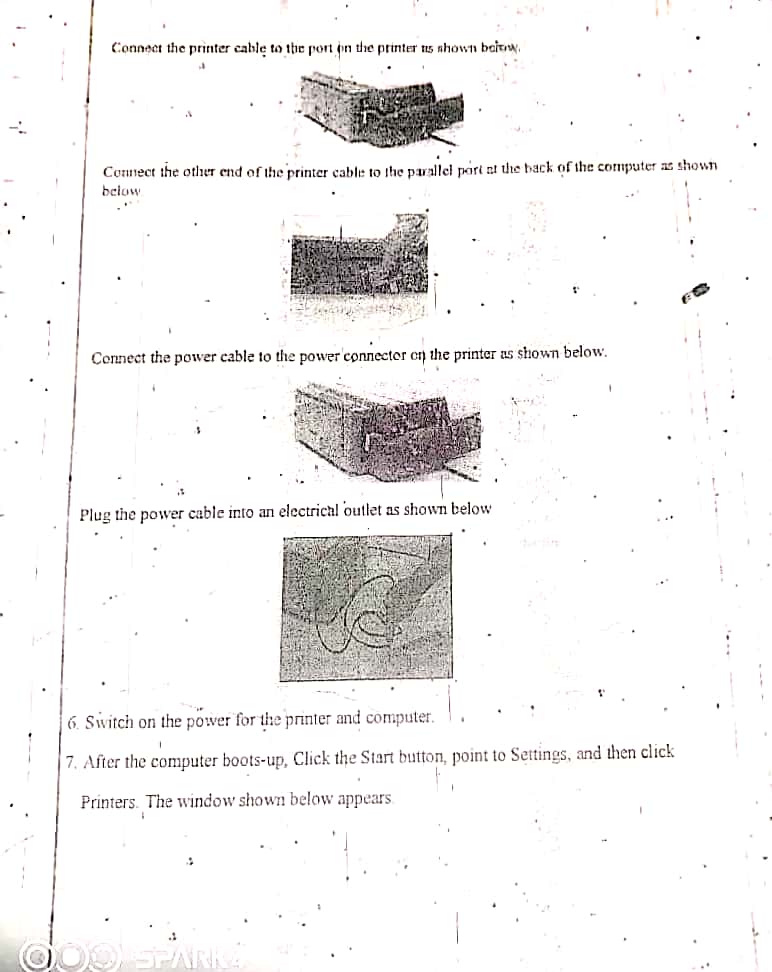 Connect the printer cable to the port on the printer as shown below.
Connect the other end of the printer cable to the parallel port at the back of the computer as shown
below
Connect the power cable to the power connector on the printer as shown below.
Plug the power cable into an electrical outlet as shown below
6. Switch on the power for the printer and computer.
7. After the computer boots-up, Click the Start button, point to Settings, and then click
Printers. The window shown below appears
SPARK